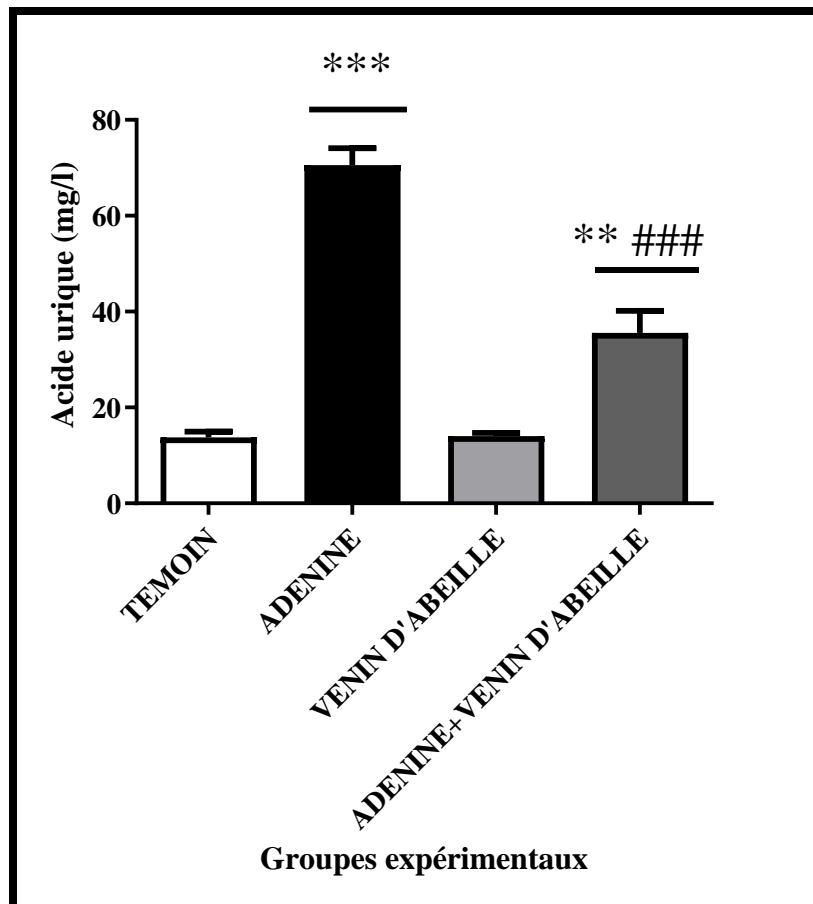 ***
** ###
Acide urique (mg/l)
80
60
40
20
0
TEMOIN
ADENINE
VENIN D'ABEILLE
ADENINE+VENIN D'ABEILLE
Groupes expérimentaux